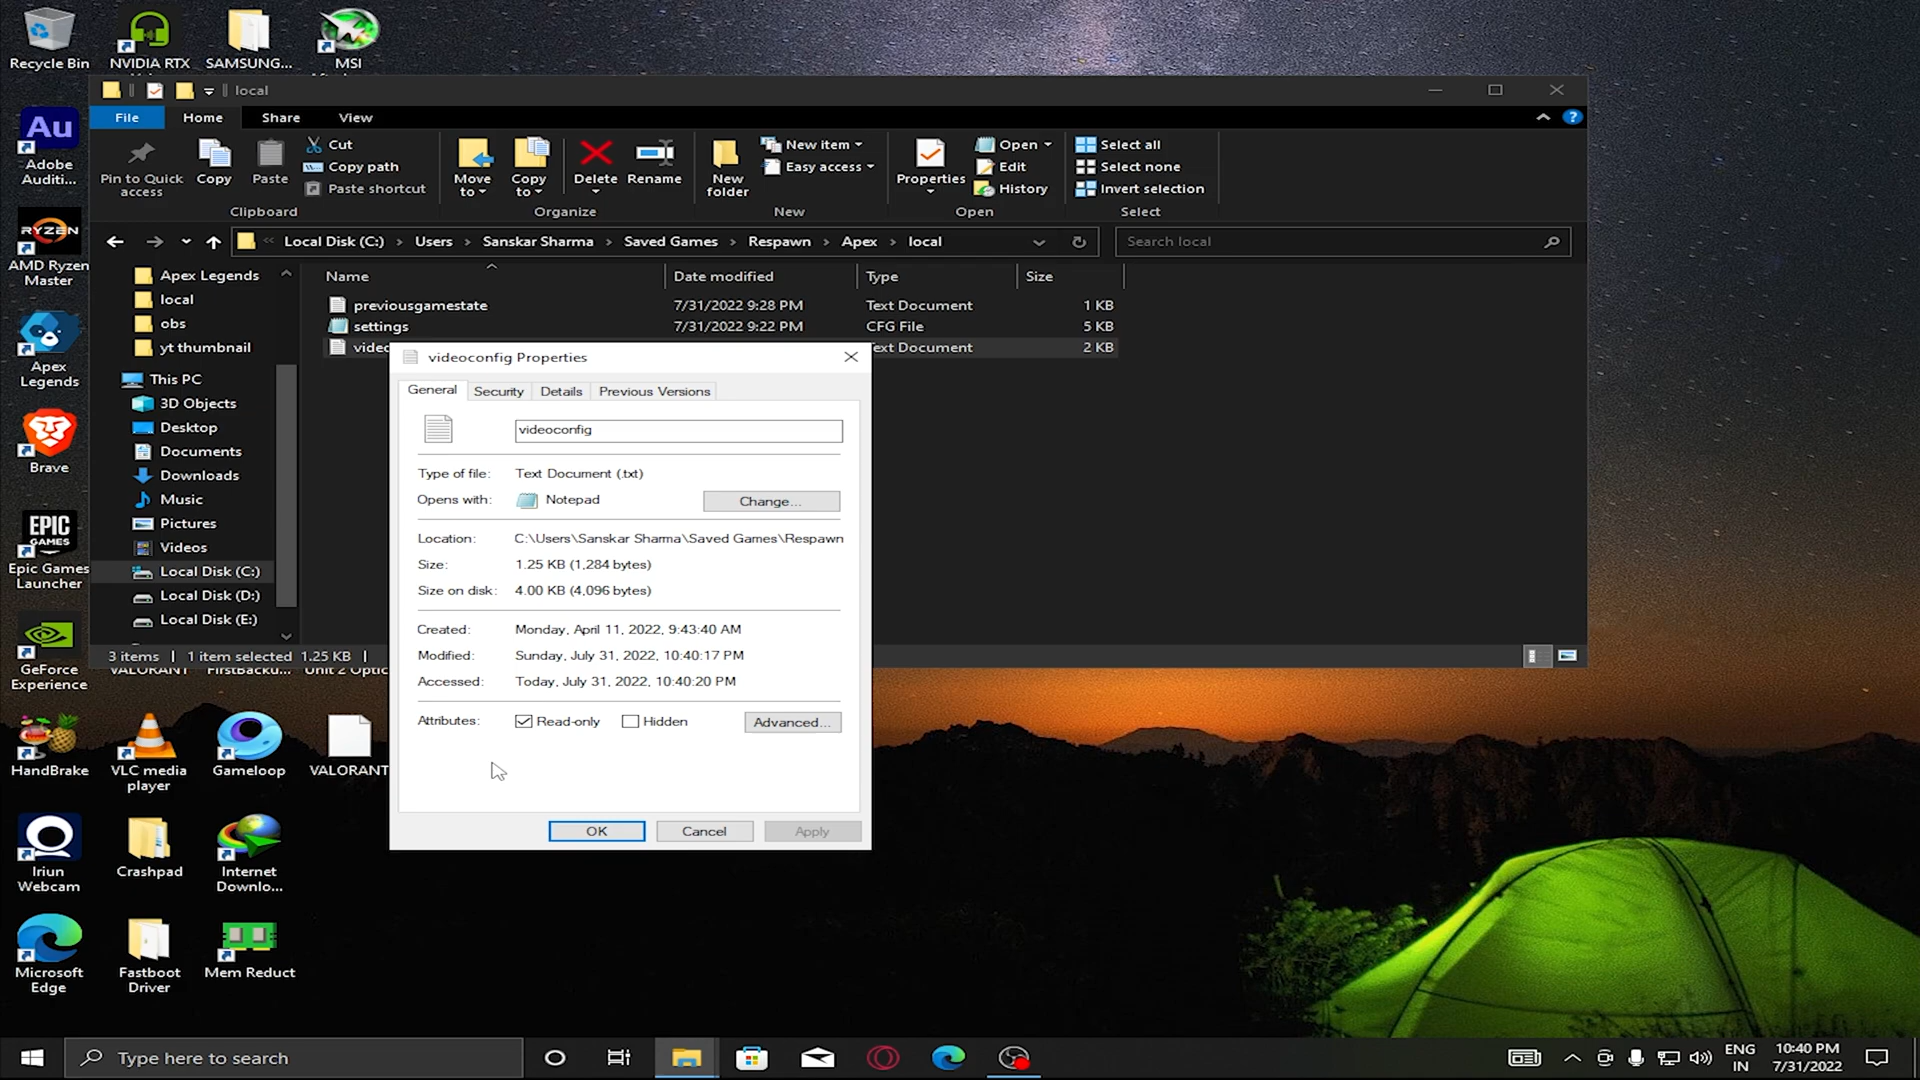 Recycle Bin
NVIDIA RTX
SAMSUNG...
MSI
local
File
Home
Share
View
Pin to Quick
access
Copy
Paste
Cut
Copy path
Paste shortcut
Clipboard
Move
to
Copy
to
Delete
Rename
Organize
New
folder
New item
Easy access
New
Properties
Open
Edit
History
Open
Select all
Select none
Invert selection
Select
Local Disk (C:) > Users > Sanskar Sharma > Saved Games > Respawn > Apex > local
Search local
Name
Date modified
Type
Size
Apex Legends
local
obs
yt thumbnail
This PC
3D Objects
Desktop
Documents
Downloads
Music
Pictures
Videos
Local Disk (C:)
Local Disk (D:)
Local Disk (E:)
previousgamestate 7/31/2022 9:28 PM Text Document 1 KB
settings 7/31/2022 9:22 PM CFG File 5 KB
videc ext Document 2 KB
3 items | 1 item selected 1.25 KB |
videoconfig Properties
General
Security
Details
Previous Versions
videoconfig
Type of file: Text Document (.txt)
Opens with: Notepad
Change...
Location: C:\Users\Sanskar Sharma\Saved Games\Respawn
Size: 1.25 KB (1,284 bytes)
Size on disk: 4.00 KB (4,096 bytes)
Created: Monday, April 11, 2022, 9:43:40 AM
Modified: Sunday, July 31, 2022, 10:40:17 PM
Accessed: Today, July 31, 2022, 10:40:20 PM
Attributes: Read-only Hidden
Advanced...
OK
Cancel
Apply
Au
Adobe
Auditi...
RYZEN
AMD Ryzen
Master
Apex
Legends
Brave
EPIC
GAMES
Epic Games
Launcher
GeForce
Experience
VALORANT
FirstBacku...
Unit 2 Optic
HandBrake
VLC media
player
Gameloop
VALORANT
Iriun
Webcam
Crashpad
Internet
Downlo...
Microsoft
Edge
Fastboot
Driver
Mem Reduct
Type here to search
ENG
IN
10:40 PM
7/31/2022